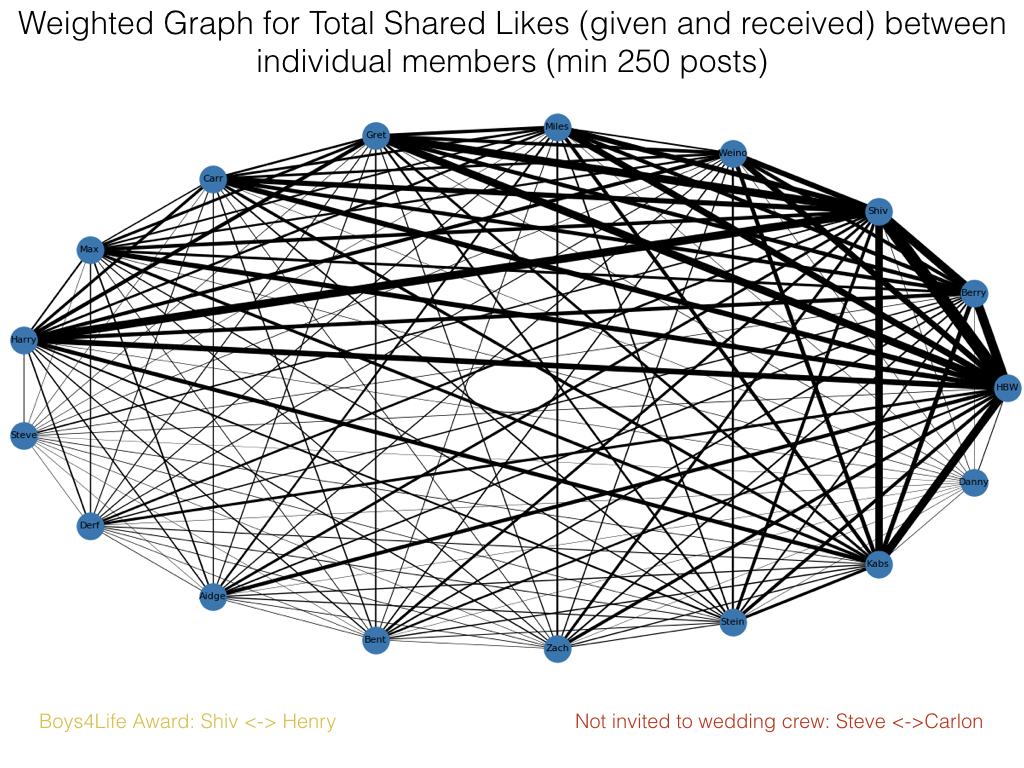 Weighted Graph for Total Shared Likes (given and received) between
individual members (min 250 posts)
Miles
Gret
Weino
Carr
Shiv
Max
Berry
Harry
HBW
Steve
Danny
Derf
Kabs
Aidge
Stein
Bent
Zach
Boys4Life Award: Shiv <-> Henry
Not invited to wedding crew: Steve <->Carlon